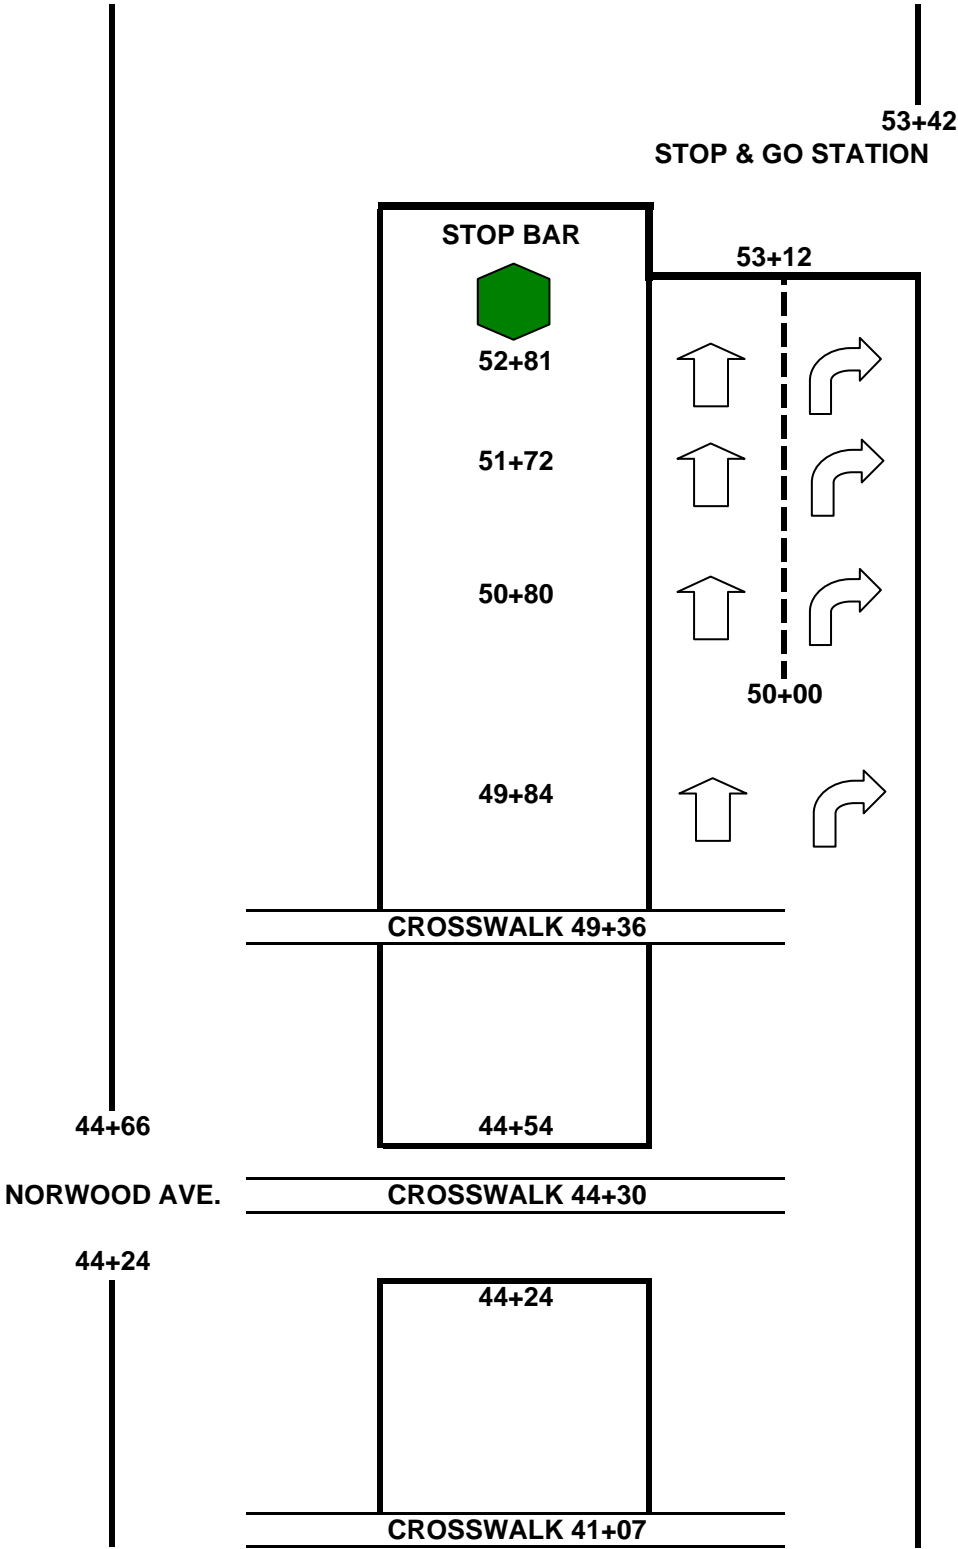 53+42
STOP & GO STATION
STOP BAR
53+12
52+81
51+72
50+80
50+00
49+84
CROSSWALK 49+36
44+66
44+54
NORWOOD AVE.
CROSSWALK 44+30
44+24
44+24
CROSSWALK 41+07